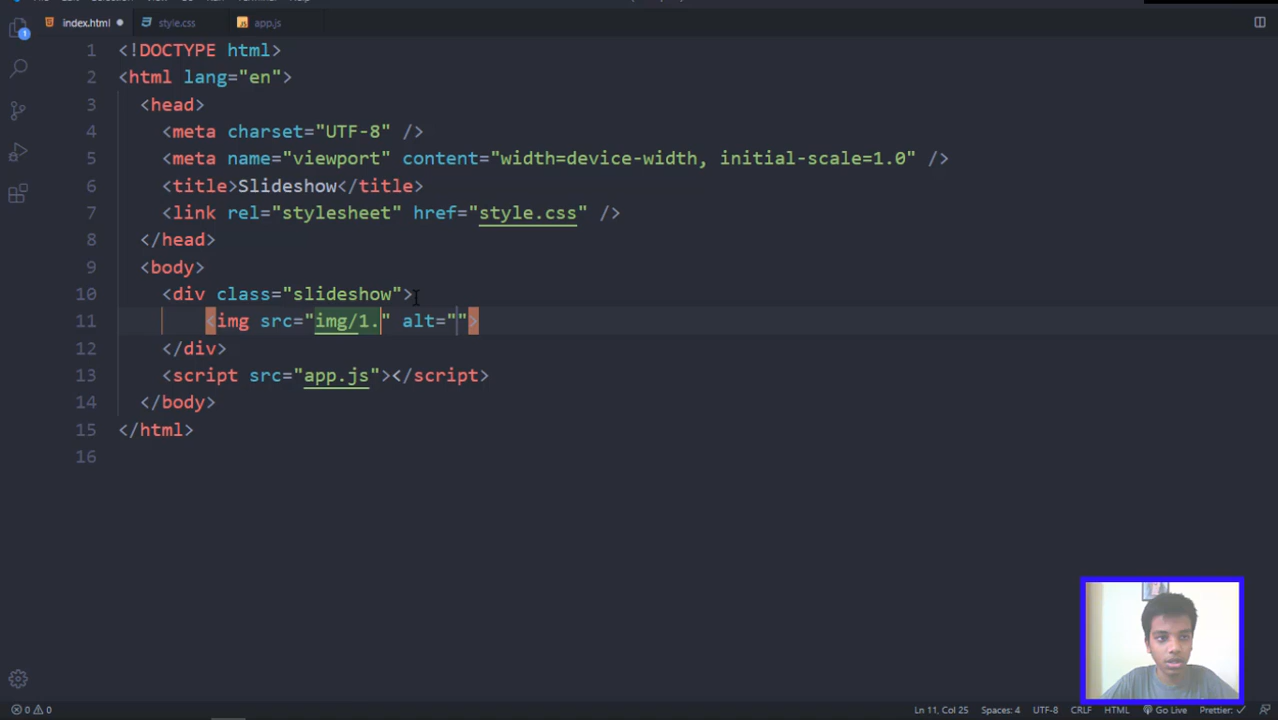 index.html
style.css
app.js
1
1 <!DOCTYPE html>
2 <html lang="en">
3 <head>
4 <meta charset="UTF-8" />
5 <meta name="viewport" content="width=device-width, initial-scale=1.0" />
6 <title>Slideshow</title>
7 <link rel="stylesheet" href="style.css" />
8 </head>
9 <body>
10 <div class="slideshow">
11 <img src="img/1." alt="">
12 </div>
13 <script src="app.js"></script>
14 </body>
15 </html>
16
0 0 Ln 11, Col 25 Spaces: 4 UTF-8 CRLF HTML Go Live Prettier: ✓